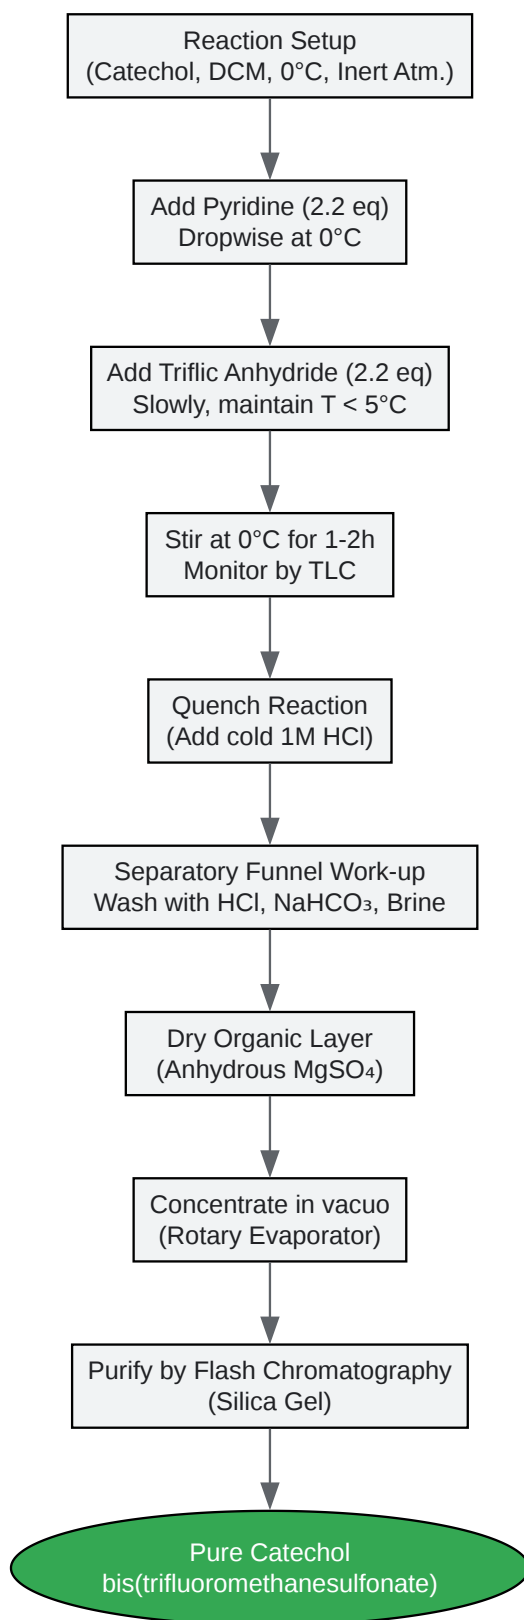 Reaction Setup
(Catechol, DCM, 0°C, Inert Atm.)
Add Pyridine (2.2 eq)
Dropwise at 0°C
Add Triflic Anhydride (2.2 eq)
Slowly, maintain T < 5°C
Stir at 0°C for 1-2h
Monitor by TLC
Quench Reaction
(Add cold 1M HCl)
Separatory Funnel Work-up
Wash with HCl, NaHCO₃, Brine
Dry Organic Layer
(Anhydrous MgSO₄)
Concentrate in vacuo
(Rotary Evaporator)
Purify by Flash Chromatography
(Silica Gel)
Pure Catechol
bis(trifluoromethanesulfonate)